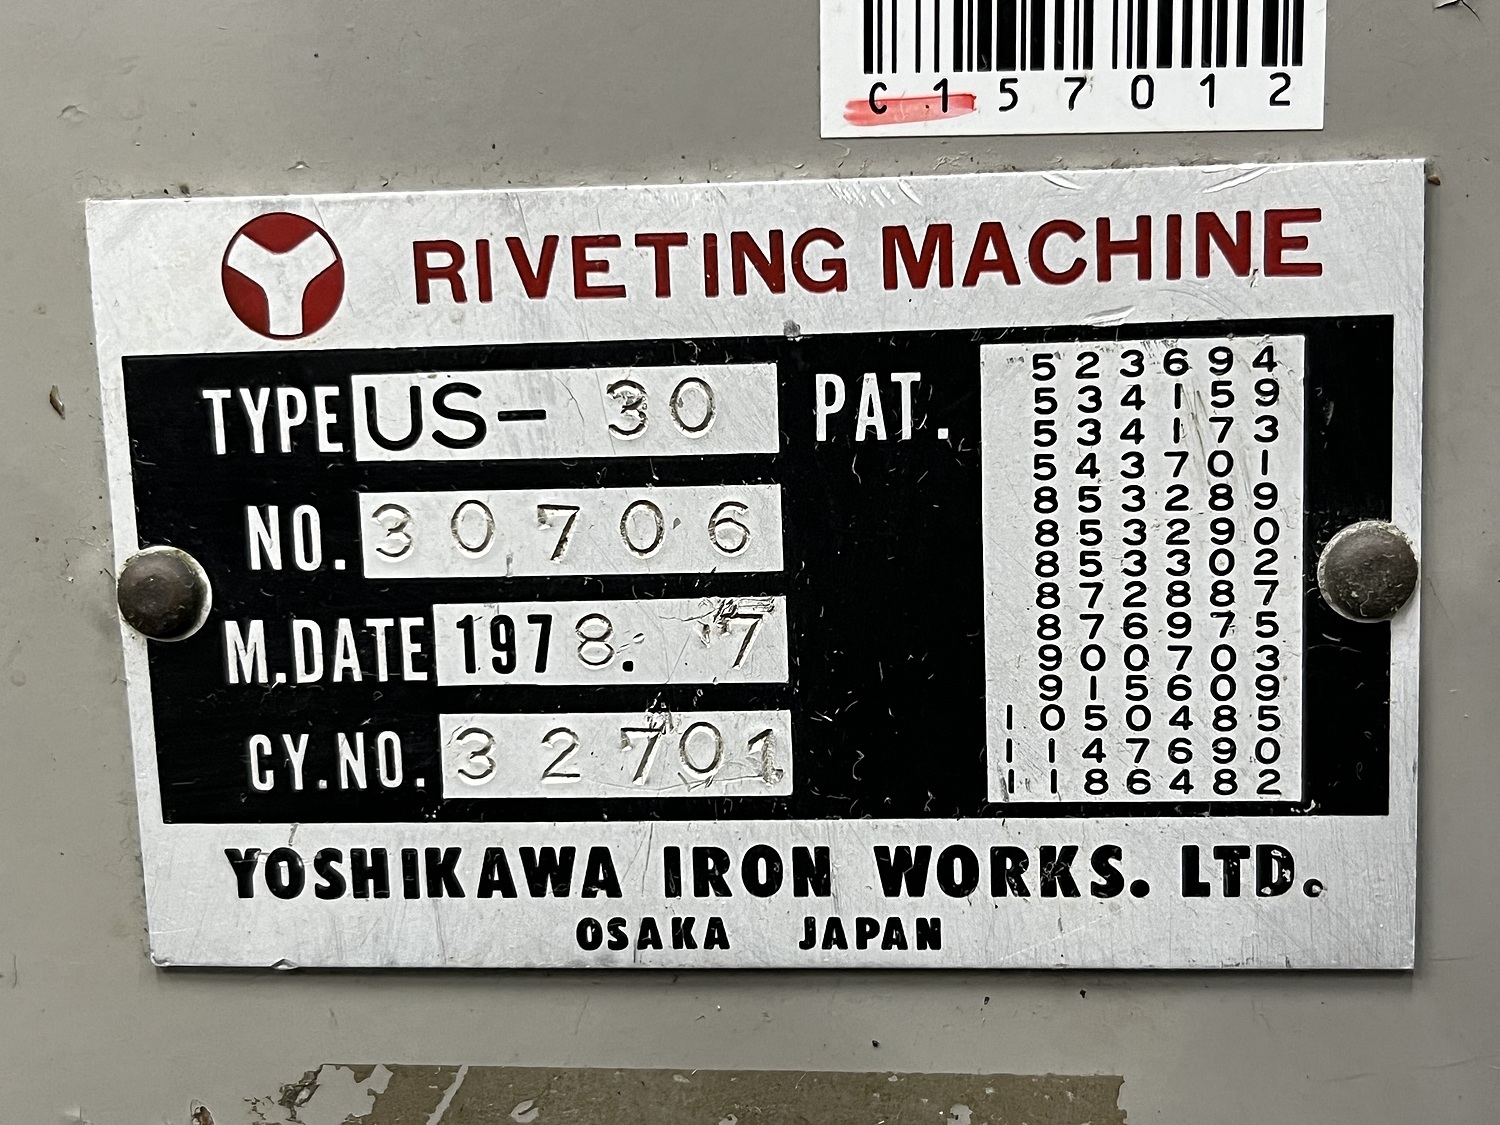 C157012
RIVETING MACHINE
TYPE US- 30
NO. 30706
M.DATE 1978. 7
CY.NO. 32701
PAT.
523694
534159
534173
543701
853289
853290
853302
872887
876975
900703
915609
1050485
1147690
1186482
YOSHIKAWA IRON WORKS. LTD.
OSAKA JAPAN